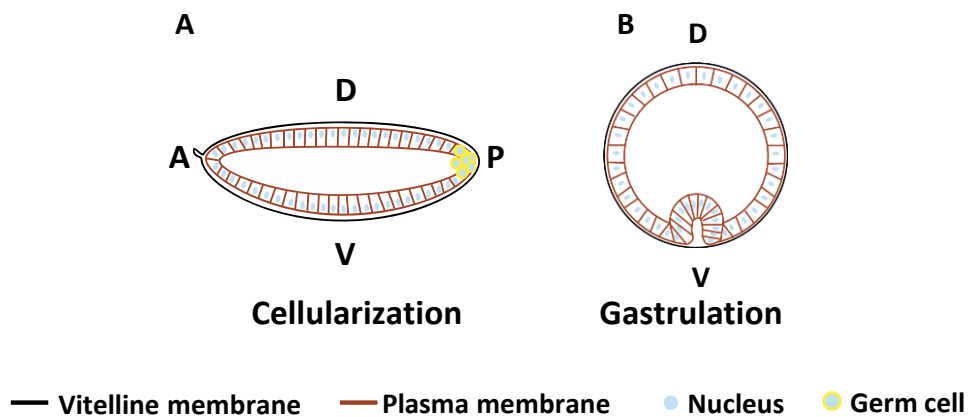 A
B
D
D
A
P
V
V
Cellularization
Gastrulation
Vitelline membrane
Plasma membrane
Nucleus
Germ cell